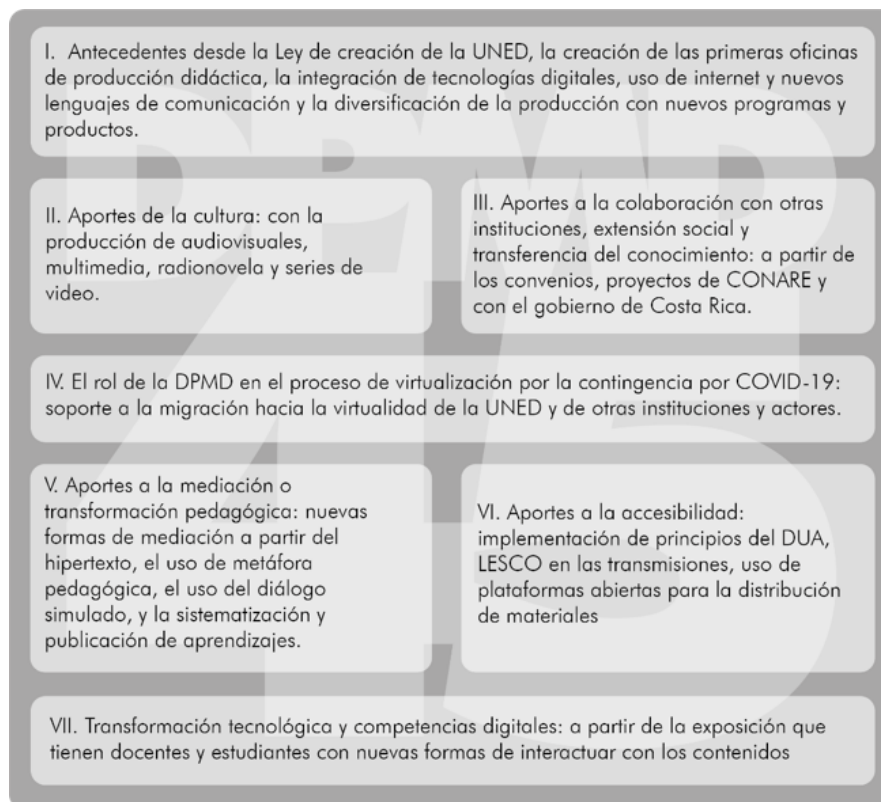 I. Antecedentes desde la Ley de creación de la UNED, la creación de las primeras oficinas
de producción didáctica, la integración de tecnologías digitales, uso de internet y nuevos
lenguajes de comunicación y la diversificación de la producción con nuevos programas y
productos.
II. Aportes de la cultura: con la
producción de audiovisuales,
multimedia, radionovela y series de
video.
III. Aportes a la colaboración con otras
instituciones, extensión social y
transferencia del conocimiento: a partir de
los convenios, proyectos de CONARE y
con el gobierno de Costa Rica.
IV. El rol de la DPMD en el proceso de virtualización por la contingencia por COVID-19:
soporte a la migración hacia la virtualidad de la UNED y de otras instituciones y actores.
V. Aportes a la mediación o
transformación pedagógica: nuevas
formas de mediación a partir del
hipertexto, el uso de metáfora
pedagógica, el uso del diálogo
simulado, y la sistematización y
publicación de aprendizajes.
VI. Aportes a la accesibilidad:
implementación de principios del DUA,
LESCO en las transmisiones, uso de
plataformas abiertas para la distribución
de materiales
VII. Transformación tecnológica y competencias digitales: a partir de la exposición que
tienen docentes y estudiantes con nuevas formas de interactuar con los contenidos
DPMD
45